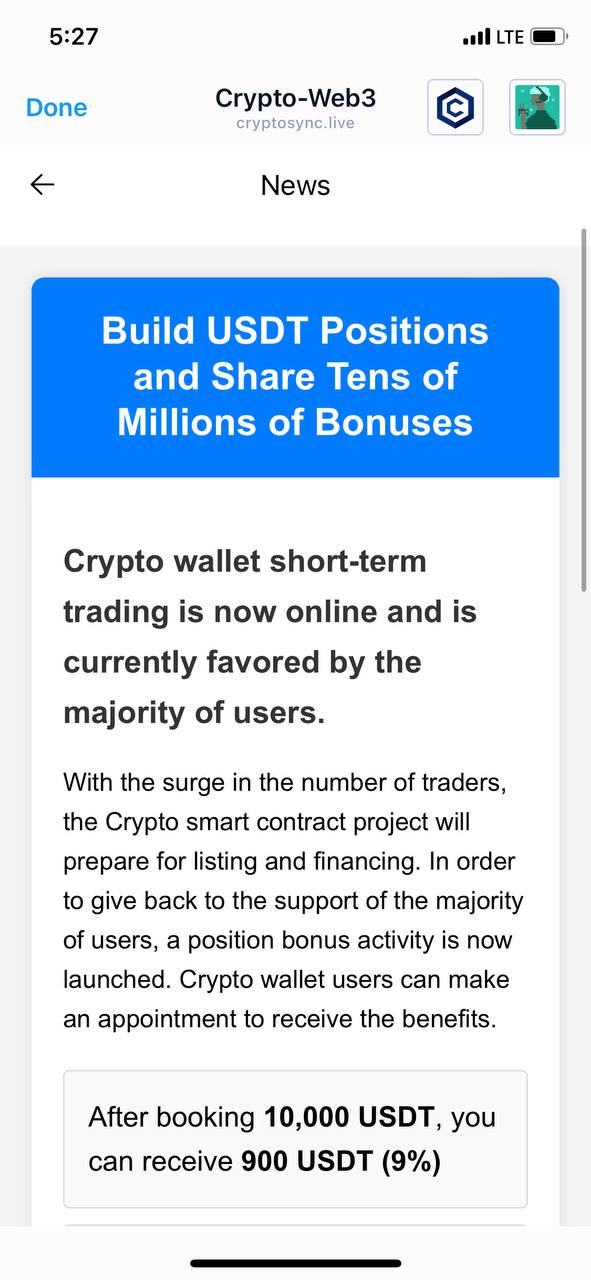 5:27
LTE
Done
Crypto-Web3
cryptosync.live
News
Build USDT Positions
and Share Tens of
Millions of Bonuses
Crypto wallet short-term
trading is now online and is
currently favored by the
majority of users.
With the surge in the number of traders,
the Crypto smart contract project will
prepare for listing and financing. In order
to give back to the support of the majority
of users, a position bonus activity is now
launched. Crypto wallet users can make
an appointment to receive the benefits.
After booking 10,000 USDT, you
can receive 900 USDT (9%)